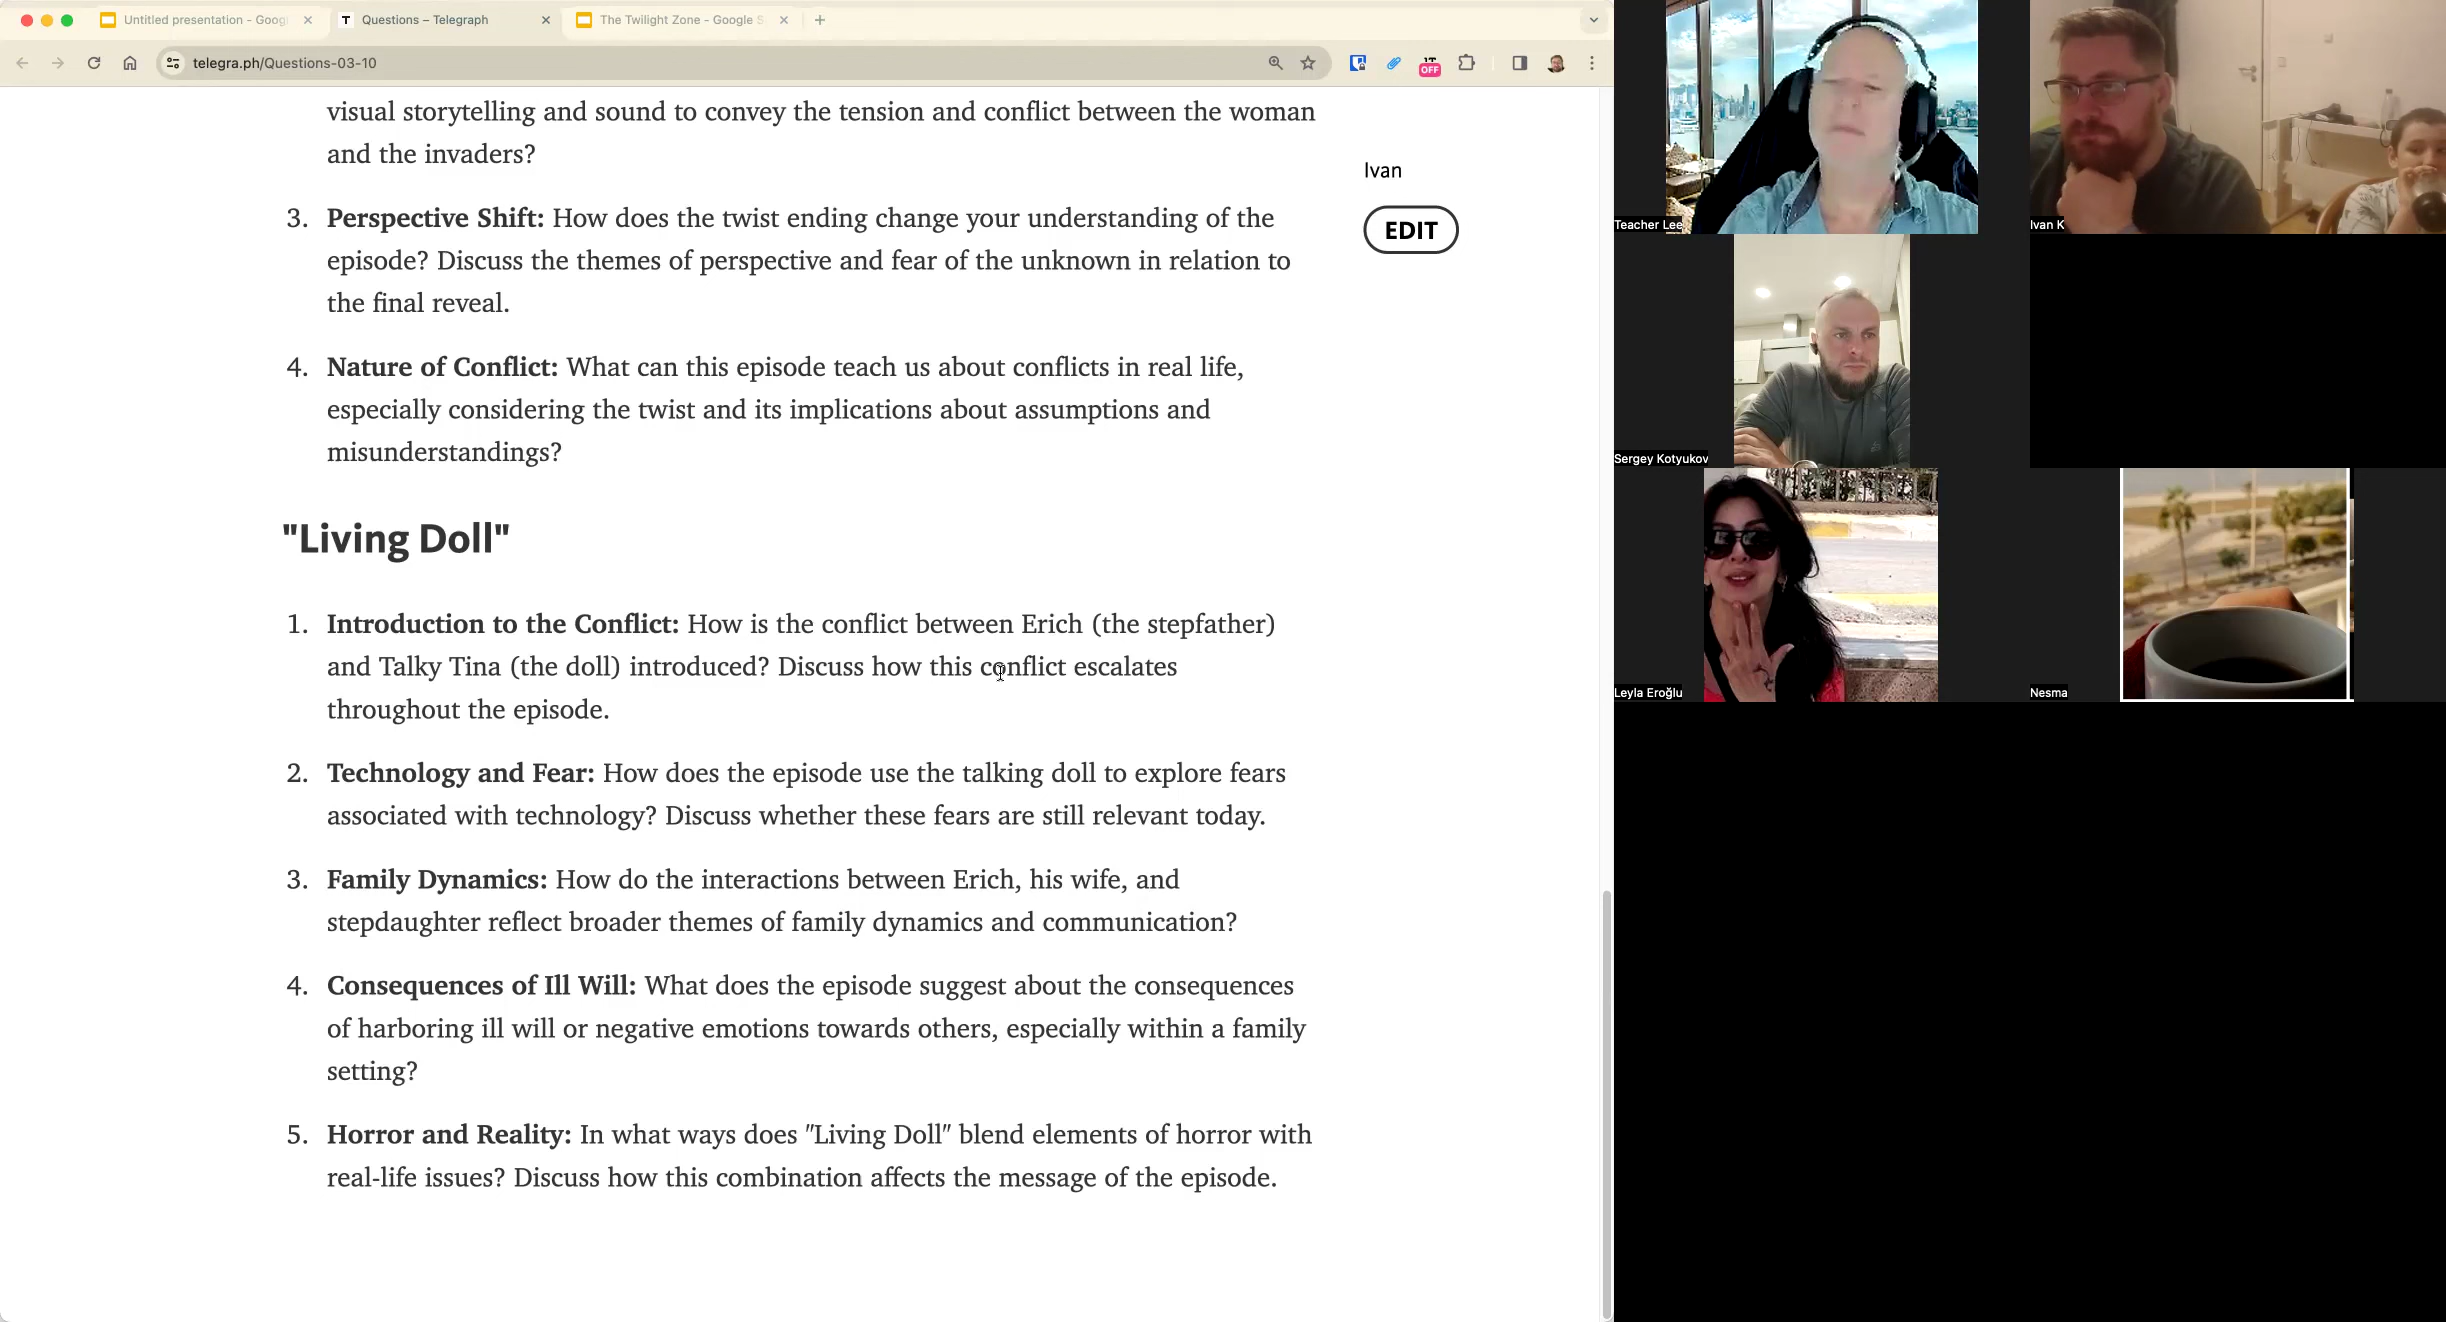 Untitled presentation - Goog
Questions – Telegraph
The Twilight Zone - Google S
telegra.ph/Questions-03-10
OFF
visual storytelling and sound to convey the tension and conflict between the woman
and the invaders?
Ivan
EDIT
3. Perspective Shift: How does the twist ending change your understanding of the
episode? Discuss the themes of perspective and fear of the unknown in relation to
the final reveal.
4. Nature of Conflict: What can this episode teach us about conflicts in real life,
especially considering the twist and its implications about assumptions and
misunderstandings?
"Living Doll"
1. Introduction to the Conflict: How is the conflict between Erich (the stepfather)
and Talky Tina (the doll) introduced? Discuss how this conflict escalates
throughout the episode.
2. Technology and Fear: How does the episode use the talking doll to explore fears
associated with technology? Discuss whether these fears are still relevant today.
3. Family Dynamics: How do the interactions between Erich, his wife, and
stepdaughter reflect broader themes of family dynamics and communication?
4. Consequences of Ill Will: What does the episode suggest about the consequences
of harboring ill will or negative emotions towards others, especially within a family
setting?
5. Horror and Reality: In what ways does "Living Doll" blend elements of horror with
real-life issues? Discuss how this combination affects the message of the episode.
Teacher Lee
Ivan K
Sergey Kotyukov
Leyla Eroğlu
Nesma